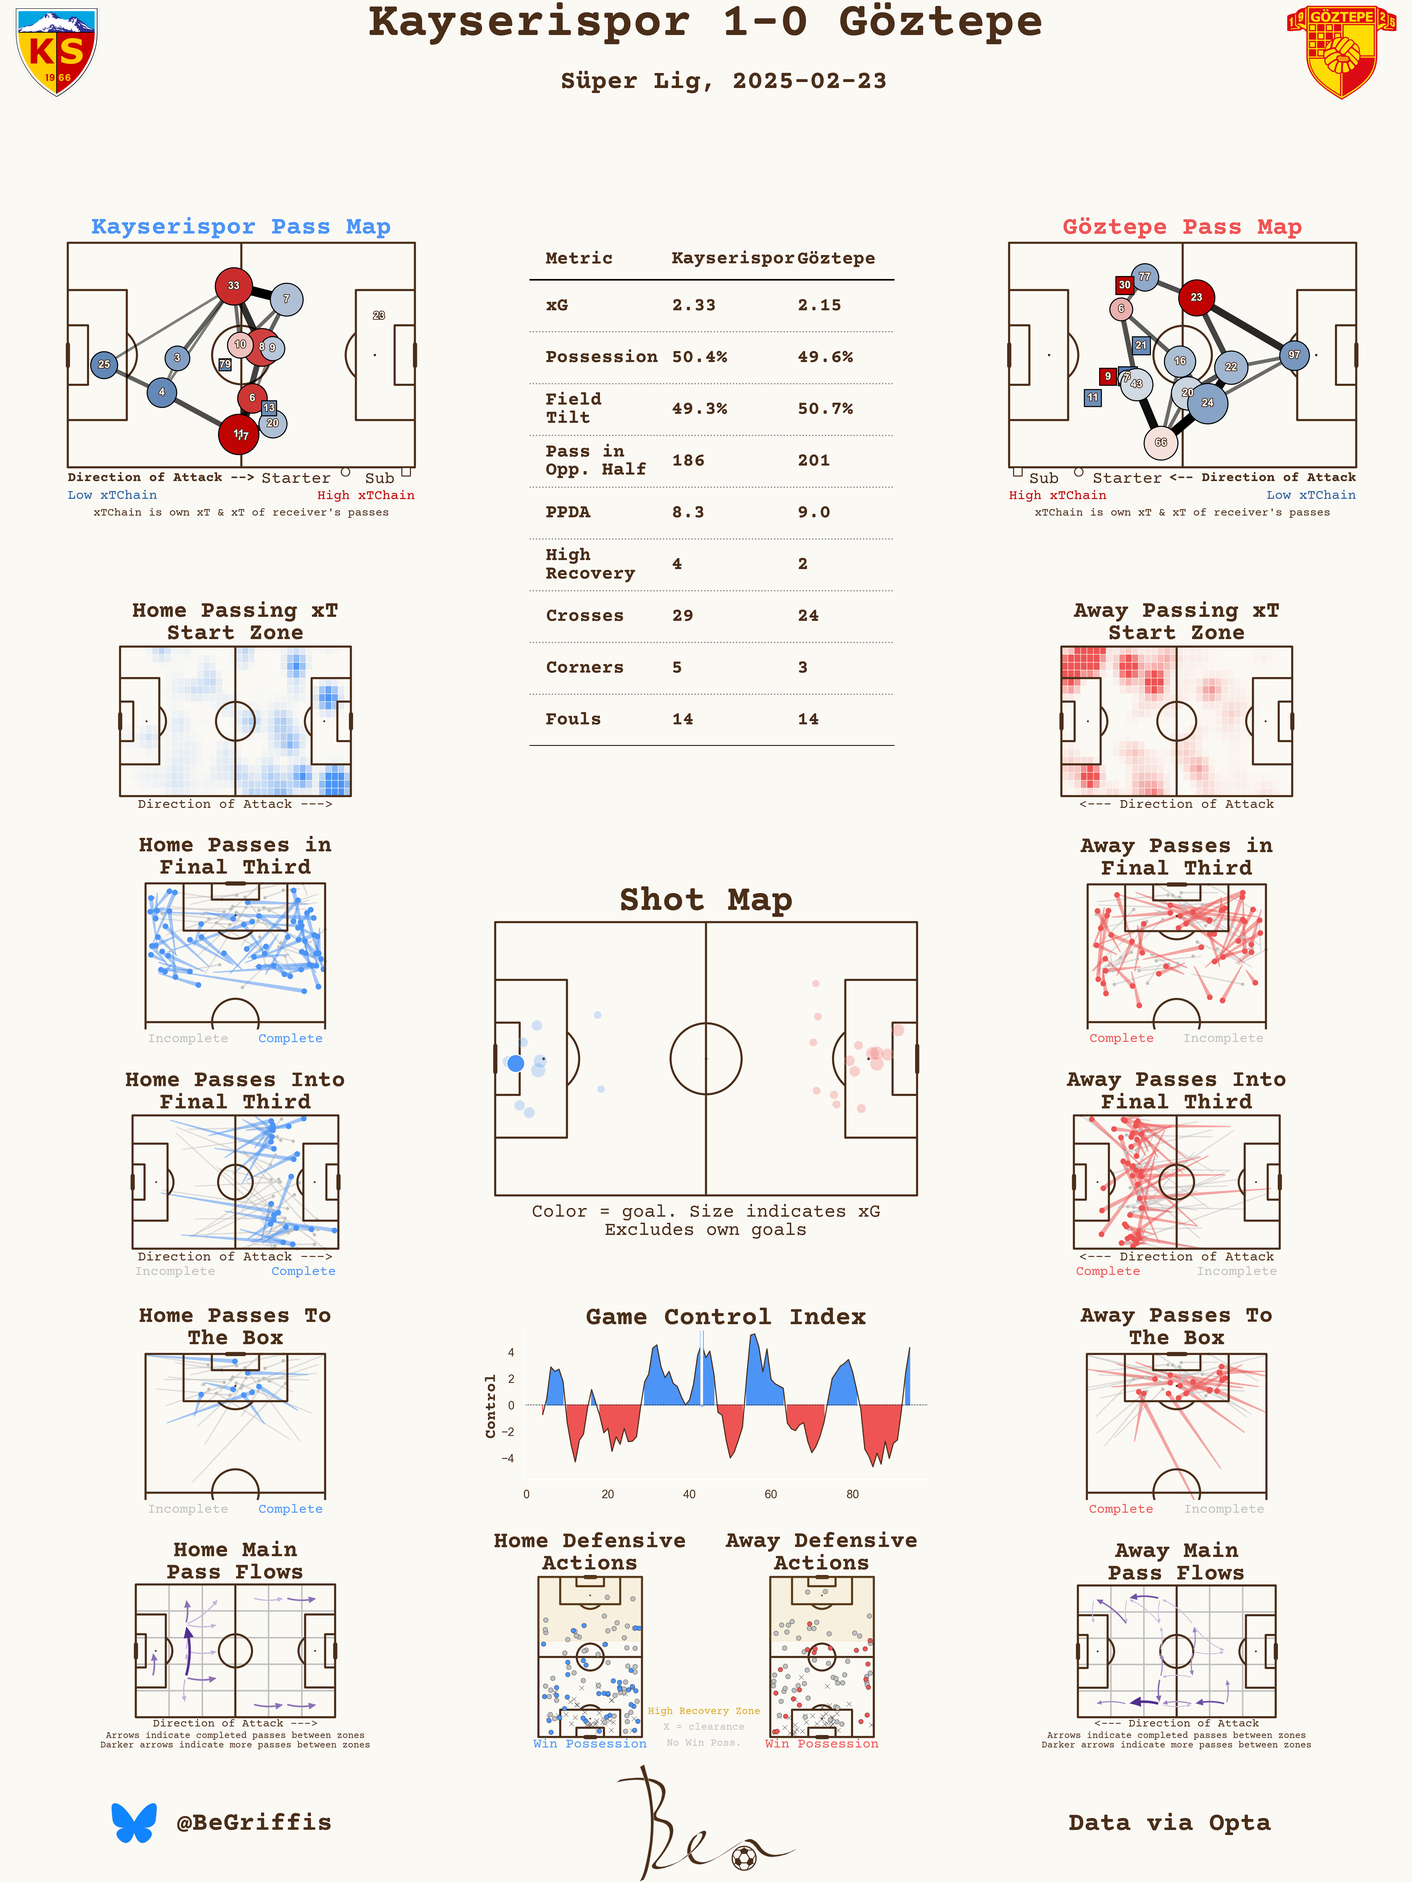 Kayserispor 1-0 Göztepe
Süper Lig, 2025-02-23
KS
1966
GÖZTEPE
19 25
Kayserispor Pass Map
33
7
23
10
8
9
3
79
25
4
6
13
20
11
Direction of Attack --> Starter Sub
Low xTChain High xTChain
xTChain is own xT & xT of receiver's passes
Metric Kayserispor Göztepe
xG 2.33 2.15
Possession 50.4% 49.6%
Field
Tilt 49.3% 50.7%
Pass in
Opp. Half 186 201
PPDA 8.3 9.0
High
Recovery 4 2
Crosses 29 24
Corners 5 3
Fouls 14 14
Göztepe Pass Map
77
30
23
6
21
16
97
22
9
43
11
20
24
66
Sub Starter <-- Direction of Attack
High xTChain Low xTChain
xTChain is own xT & xT of receiver's passes
Home Passing xT
Start Zone
Direction of Attack --->
Away Passing xT
Start Zone
<--- Direction of Attack
Home Passes in
Final Third
Incomplete Complete
Away Passes in
Final Third
Complete Incomplete
Shot Map
Color = goal. Size indicates xG
Excludes own goals
Home Passes Into
Final Third
Direction of Attack --->
Incomplete Complete
Away Passes Into
Final Third
<--- Direction of Attack
Complete Incomplete
Home Passes To
The Box
Incomplete Complete
Game Control Index
Control
4
2
0
−2
−4
0 20 40 60 80
Away Passes To
The Box
Complete Incomplete
Home Main
Pass Flows
Direction of Attack --->
Arrows indicate completed passes between zones
Darker arrows indicate more passes between zones
Home Defensive
Actions
Win Possession
Away Defensive
Actions
Win Possession
High Recovery Zone
X = clearance
No Win Poss.
Away Main
Pass Flows
<--- Direction of Attack
Arrows indicate completed passes between zones
Darker arrows indicate more passes between zones
@BeGriffis
Ben
Data via Opta